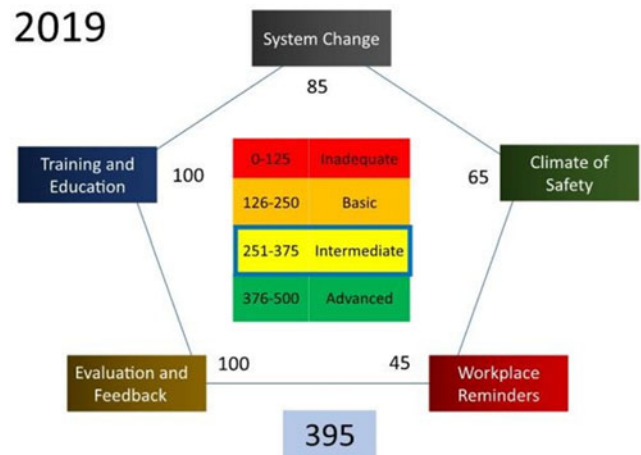 2019
System Change
85
Training and
Education
100
0-125 Inadequate
126-250 Basic
251-375 Intermediate
376-500 Advanced
65
Climate of
Safety
Evaluation and
Feedback
100
45
Workplace
Reminders
395